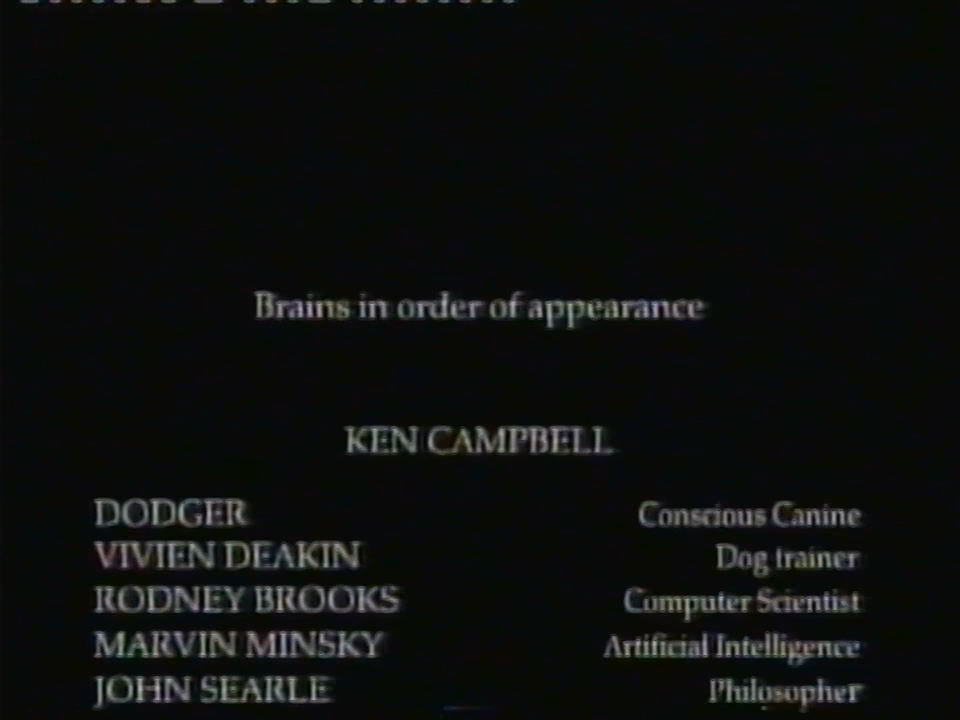 Brains in order of appearance
KEN CAMPBELL
DODGER Conscious Canine
VIVIEN DEAKIN Dog trainer
RODNEY BROOKS Computer Scientist
MARVIN MINSKY Artificial Intelligence
JOHN SEARLE Philosopher